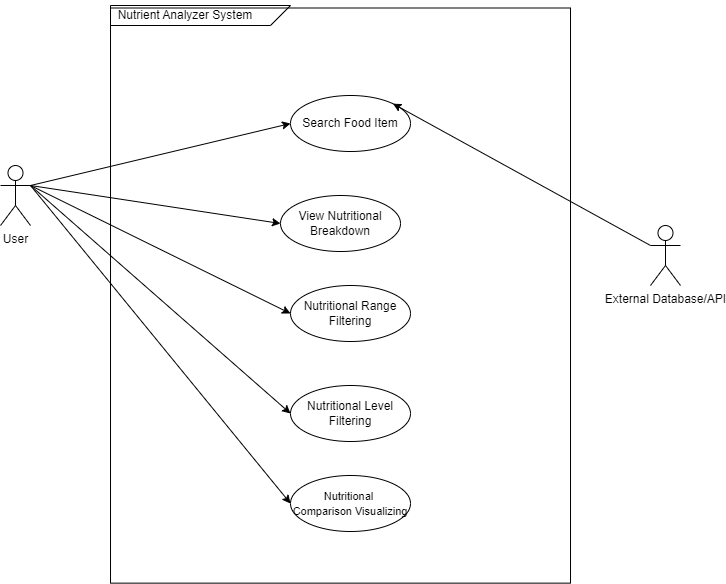 Nutrient Analyzer System
Search Food Item
View Nutritional
Breakdown
User
External Database/API
Nutritional Range
Filtering
Nutritional Level
Filtering
Nutritional
Comparison Visualizing